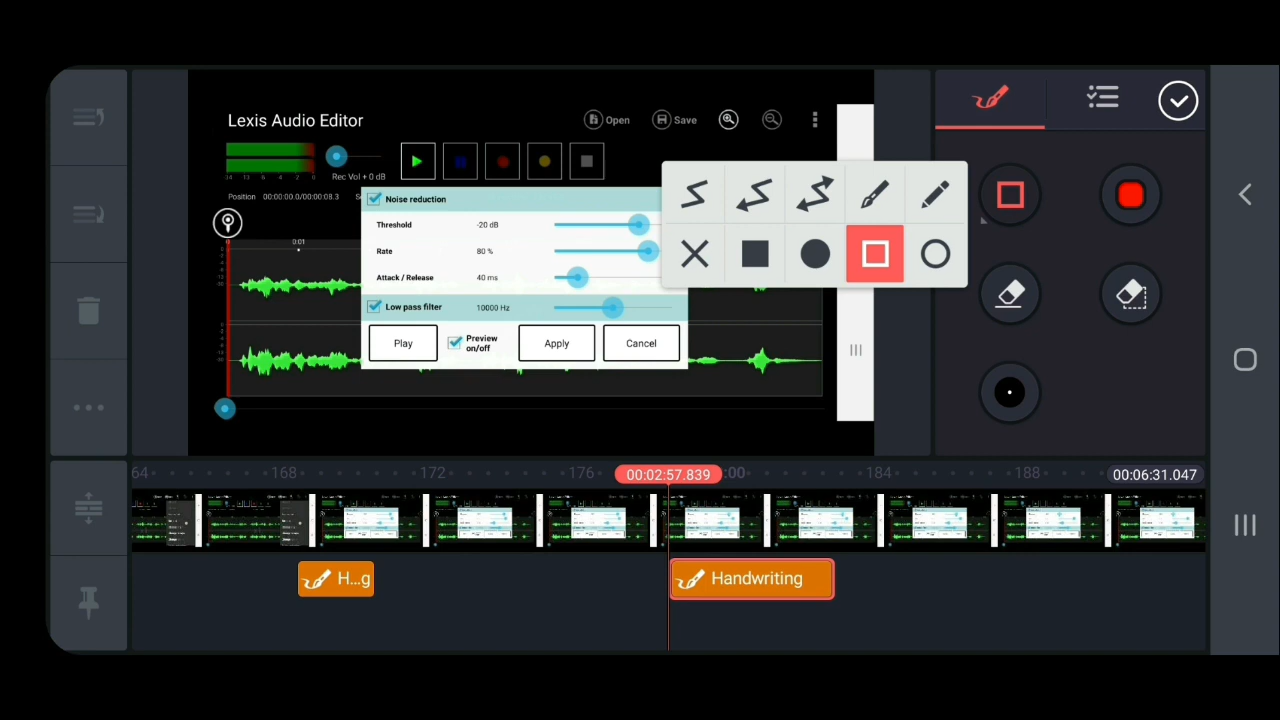 Lexis Audio Editor
Open
Save
Rec Vol + 0 dB
Position 00:00:00.0/00:00:08.3
0:01
Noise reduction
Threshold -20 dB
Rate 80 %
Attack / Release 40 ms
Low pass filter 10000 Hz
Play
Preview on/off
Apply
Cancel
64 168 172 176 00:02:57.839 :00 184 188 00:06:31.047
H...g
Handwriting